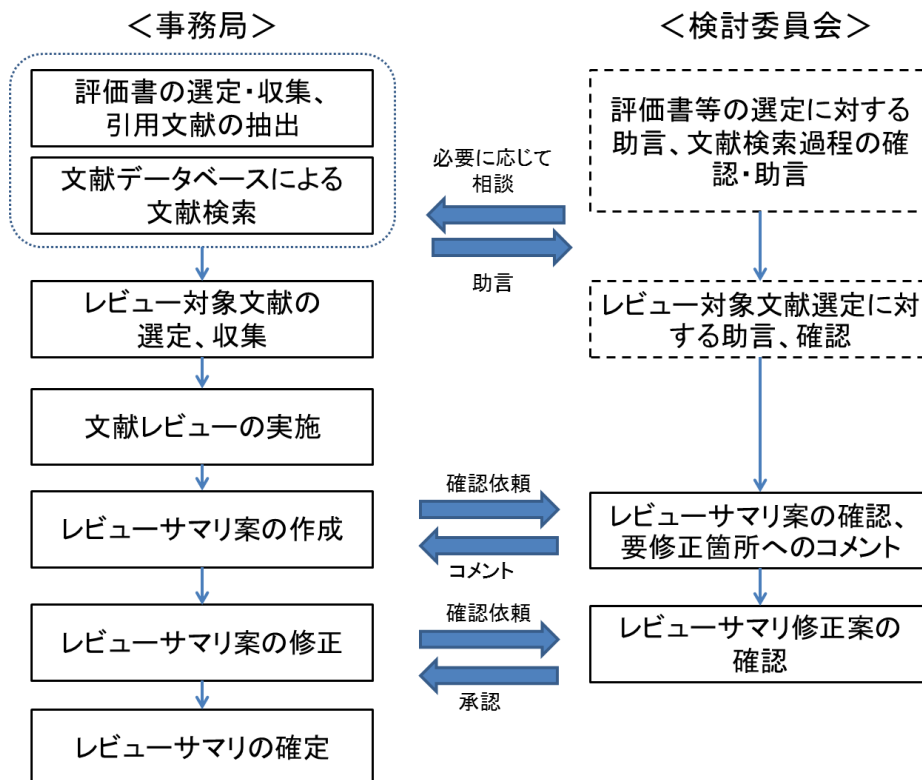 ＜事務局＞
＜検討委員会＞
評価書の選定・収集、
引用文献の抽出
文献データベースによる
文献検索
必要に応じて
相談
助言
評価書等の選定に対する
助言、文献検索過程の確
認・助言
レビュー対象文献の
選定、収集
レビュー対象文献選定に対
する助言、確認
文献レビューの実施
レビューサマリ案の作成
確認依頼
コメント
レビューサマリ案の確認、
要修正箇所へのコメント
レビューサマリ案の修正
確認依頼
承認
レビューサマリ修正案の
確認
レビューサマリの確定